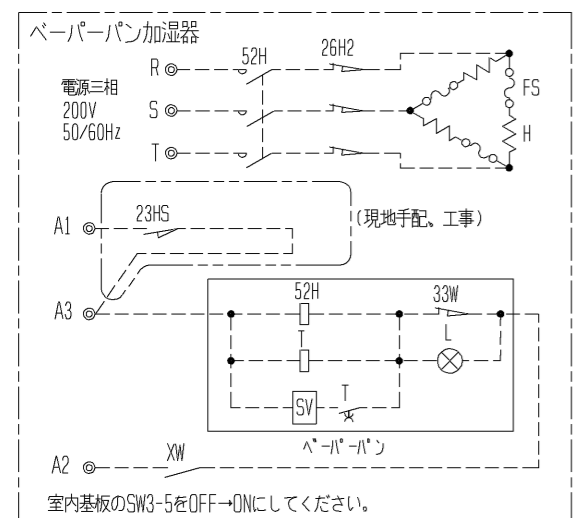 ベーパーパン加湿器
R 52H 26H2
電源三相
200V
50/60Hz
S
T
FS
H
A1 23HS (現地手配、工事)
A3
52H 33W
T L
SV T
ベーパーパン
A2 XW
室内基板のSW3-5をOFF→ONにしてください。